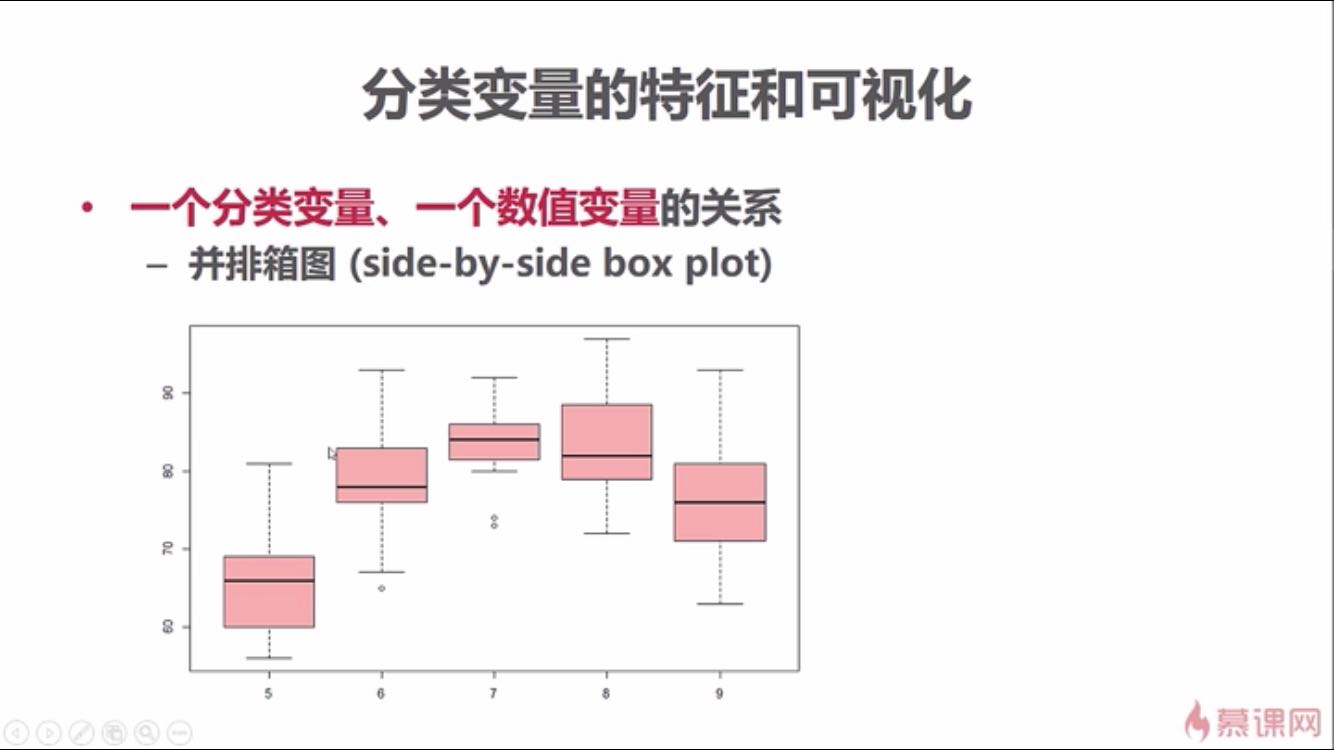 分类变量的特征和可视化
• 一个分类变量、一个数值变量的关系
– 并排箱图 (side-by-side box plot)
90
80
70
60
5 6 7 8 9
慕课网